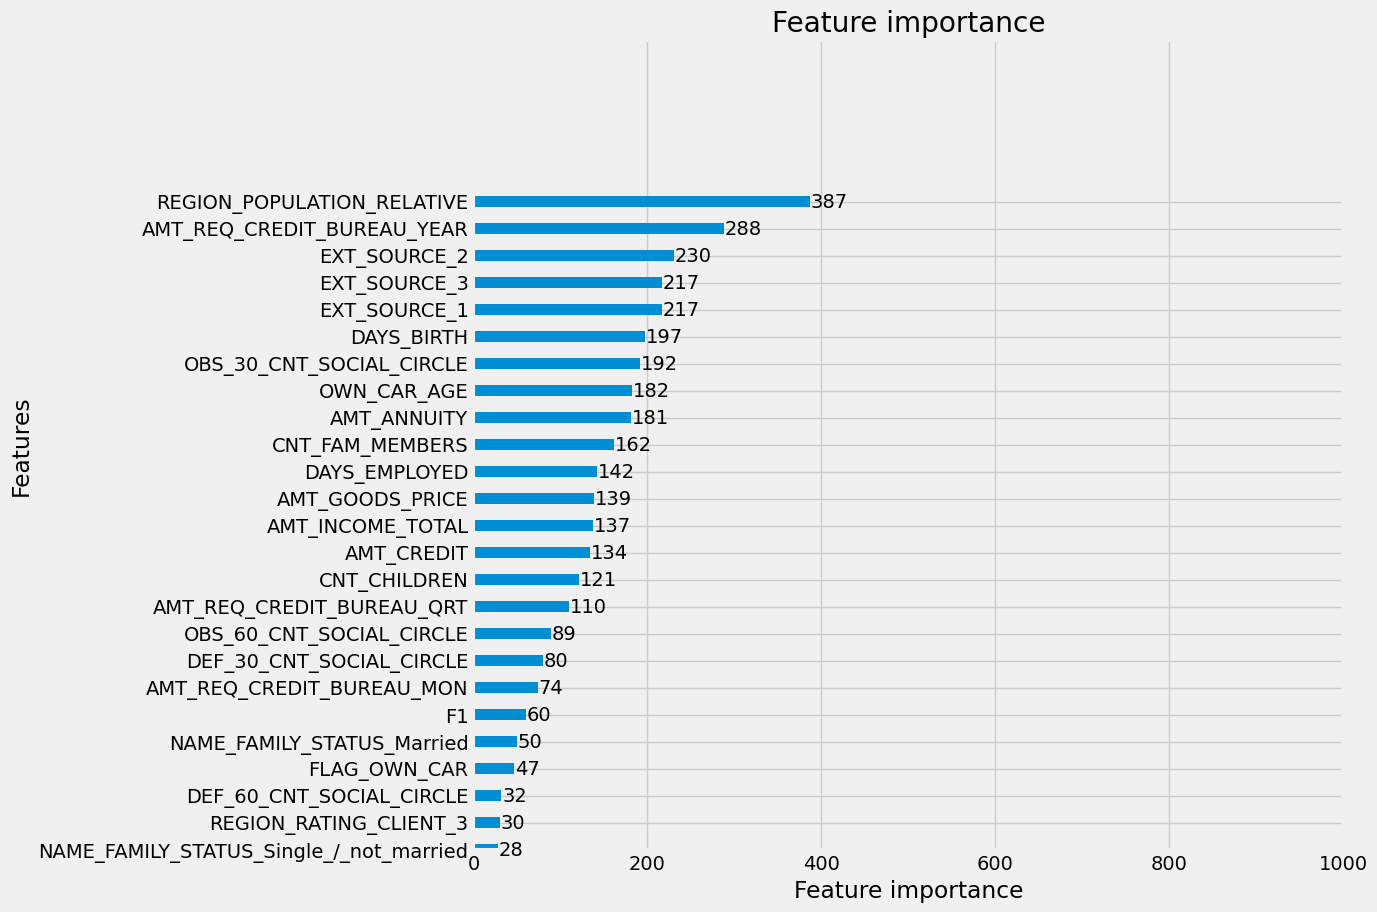 Feature importance
REGION_POPULATION_RELATIVE 387
AMT_REQ_CREDIT_BUREAU_YEAR 288
EXT_SOURCE_2 230
EXT_SOURCE_3 217
EXT_SOURCE_1 217
DAYS_BIRTH 197
OBS_30_CNT_SOCIAL_CIRCLE 192
OWN_CAR_AGE 182
AMT_ANNUITY 181
CNT_FAM_MEMBERS 162
DAYS_EMPLOYED 142
AMT_GOODS_PRICE 139
AMT_INCOME_TOTAL 137
AMT_CREDIT 134
CNT_CHILDREN 121
AMT_REQ_CREDIT_BUREAU_QRT 110
OBS_60_CNT_SOCIAL_CIRCLE 89
DEF_30_CNT_SOCIAL_CIRCLE 80
AMT_REQ_CREDIT_BUREAU_MON 74
F1 60
NAME_FAMILY_STATUS_Married 50
FLAG_OWN_CAR 47
DEF_60_CNT_SOCIAL_CIRCLE 32
REGION_RATING_CLIENT_3 30
NAME_FAMILY_STATUS_Single_/_not_married 28
0 200 400 600 800 1000
Feature importance
Features